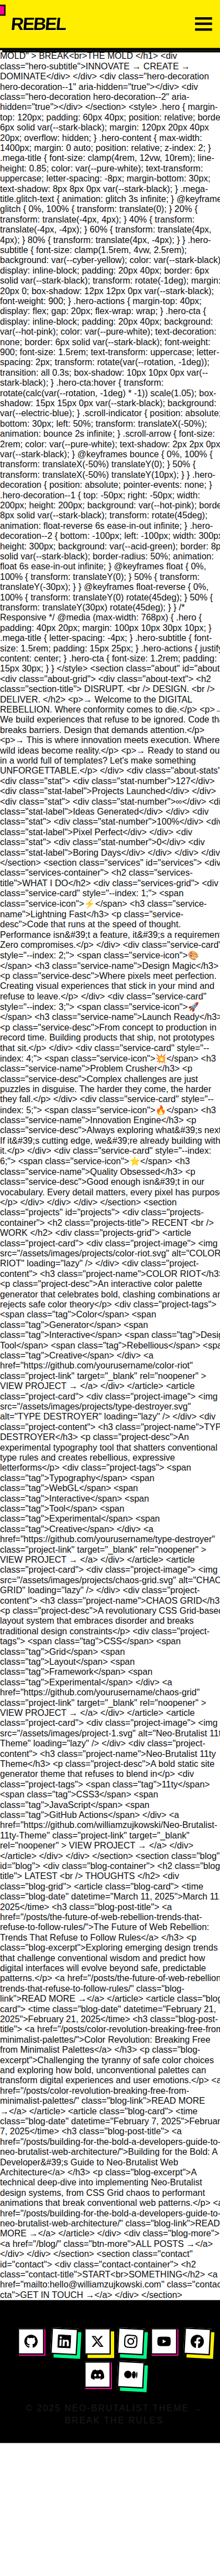 REBEL
MOLD" > BREAK<br>THE MOLD </h1> <div
class="hero-subtitle">INNOVATE → CREATE →
DOMINATE</div> </div> <div class="hero-decoration
hero-decoration--1" aria-hidden="true"></div> <div
class="hero-decoration hero-decoration--2" aria-
hidden="true"></div> </section> <style> .hero { margin-
top: 120px; padding: 60px 40px; position: relative; border:
6px solid var(--stark-black); margin: 120px 20px 40px
20px; overflow: hidden; } .hero-content { max-width:
1400px; margin: 0 auto; position: relative; z-index: 2; }
.mega-title { font-size: clamp(4rem, 12vw, 10rem); line-
height: 0.85; color: var(--pure-white); text-transform:
uppercase; letter-spacing: -8px; margin-bottom: 30px;
text-shadow: 8px 8px 0px var(--stark-black); } .mega-
title.glitch-text { animation: glitch 3s infinite; } @keyframes
glitch { 0%, 100% { transform: translate(0); } 20% {
transform: translate(-4px, 4px); } 40% { transform:
translate(-4px, -4px); } 60% { transform: translate(4px,
4px); } 80% { transform: translate(4px, -4px); } } .hero-
subtitle { font-size: clamp(1.5rem, 4vw, 2.5rem);
background: var(--cyber-yellow); color: var(--stark-black);
display: inline-block; padding: 20px 40px; border: 6px
solid var(--stark-black); transform: rotate(-1deg); margin:
20px 0; box-shadow: 12px 12px 0px var(--stark-black);
font-weight: 900; } .hero-actions { margin-top: 40px;
display: flex; gap: 20px; flex-wrap: wrap; } .hero-cta {
display: inline-block; padding: 20px 40px; background:
var(--hot-pink); color: var(--pure-white); text-decoration:
none; border: 6px solid var(--stark-black); font-weight:
900; font-size: 1.5rem; text-transform: uppercase; letter-
spacing: 2px; transform: rotate(var(--rotation, -1deg));
transition: all 0.3s; box-shadow: 10px 10px 0px var(--
stark-black); } .hero-cta:hover { transform:
rotate(calc(var(--rotation, -1deg) * -1)) scale(1.05); box-
shadow: 15px 15px 0px var(--stark-black); background:
var(--electric-blue); } .scroll-indicator { position: absolute;
bottom: 30px; left: 50%; transform: translateX(-50%);
animation: bounce 2s infinite; } .scroll-arrow { font-size:
2rem; color: var(--pure-white); text-shadow: 2px 2px 0px
var(--stark-black); } @keyframes bounce { 0%, 100% {
transform: translateX(-50%) translateY(0); } 50% {
transform: translateX(-50%) translateY(10px); } } .hero-
decoration { position: absolute; pointer-events: none; }
.hero-decoration--1 { top: -50px; right: -50px; width:
200px; height: 200px; background: var(--hot-pink); border:
8px solid var(--stark-black); transform: rotate(45deg);
animation: float-reverse 6s ease-in-out infinite; } .hero-
decoration--2 { bottom: -100px; left: -100px; width: 300px;
height: 300px; background: var(--acid-green); border: 8px
solid var(--stark-black); border-radius: 50%; animation:
float 6s ease-in-out infinite; } @keyframes float { 0%,
100% { transform: translateY(0); } 50% { transform:
translateY(-30px); } } @keyframes float-reverse { 0%,
100% { transform: translateY(0) rotate(45deg); } 50% {
transform: translateY(30px) rotate(45deg); } } /*
Responsive */ @media (max-width: 768px) { .hero {
padding: 40px 20px; margin: 100px 10px 30px 10px; }
.mega-title { letter-spacing: -4px; } .hero-subtitle { font-
size: 1.5rem; padding: 15px 25px; } .hero-actions { justify-
content: center; } .hero-cta { font-size: 1.2rem; padding:
15px 30px; } } </style> <section class="about" id="about">
<div class="about-grid"> <div class="about-text"> <h2
class="section-title"> DISRUPT. <br /> DESIGN. <br />
DELIVER. </h2> <p>→ Welcome to the DIGITAL
REBELLION. Where conformity comes to die.</p> <p>→
We build experiences that refuse to be ignored. Code that
breaks barriers. Design that demands attention.</p>
<p>→ This is where innovation meets execution. Where
wild ideas become reality.</p> <p>→ Ready to stand out
in a world full of templates? Let's make something
UNFORGETTABLE.</p> </div> <div class="about-stats">
<div class="stat"> <div class="stat-number">127</div>
<div class="stat-label">Projects Launched</div> </div>
<div class="stat"> <div class="stat-number">∞</div> <div
class="stat-label">Ideas Generated</div> </div> <div
class="stat"> <div class="stat-number">100%</div> <div
class="stat-label">Pixel Perfect</div> </div> <div
class="stat"> <div class="stat-number">0</div> <div
class="stat-label">Boring Days</div> </div> </div> </div>
</section> <section class="services" id="services"> <div
class="services-container"> <h2 class="services-
title">WHAT I DO</h2> <div class="services-grid"> <div
class="service-card" style="--index: 1;"> <span
class="service-icon">⚡</span> <h3 class="service-
name">Lightning Fast</h3> <p class="service-
desc">Code that runs at the speed of thought.
Performance isn&#39;t a feature, it&#39;s a requirement.
Zero compromises.</p> </div> <div class="service-card"
style="--index: 2;"> <span class="service-icon">🎨
</span> <h3 class="service-name">Design Magic</h3>
<p class="service-desc">Where pixels meet perfection.
Creating visual experiences that stick in your mind and
refuse to leave.</p> </div> <div class="service-card"
style="--index: 3;"> <span class="service-icon">🚀
</span> <h3 class="service-name">Launch Ready</h3>
<p class="service-desc">From concept to production in
record time. Building products that ship, not prototypes
that sit.</p> </div> <div class="service-card" style="--index:
4;"> <span class="service-icon">💥</span> <h3
class="service-name">Problem Crusher</h3> <p
class="service-desc">Complex challenges are just
puzzles in disguise. The harder they come, the harder
they fall.</p> </div> <div class="service-card" style="--
index: 5;"> <span class="service-icon">🔥</span> <h3
class="service-name">Innovation Engine</h3> <p
class="service-desc">Always exploring what&#39;s next.
If it&#39;s cutting edge, we&#39;re already building with
it.</p> </div> <div class="service-card" style="--index:
6;"> <span class="service-icon">⭐</span> <h3
class="service-name">Quality Obsessed</h3> <p
class="service-desc">Good enough isn&#39;t in our
vocabulary. Every detail matters, every pixel has purpose.
</p> </div> </div> </div> </section> <section
class="projects" id="projects"> <div class="projects-
container"> <h2 class="projects-title"> RECENT <br />
WORK </h2> <div class="projects-grid"> <article
class="project-card"> <div class="project-image"> <img
src="/assets/images/projects/color-riot.svg" alt="COLOR
RIOT" loading="lazy" /> </div> <div class="project-
content"> <h3 class="project-name">COLOR RIOT</h3>
<p class="project-desc">An interactive color palette
generator that celebrates bold, clashing combinations and
rejects safe color theory</p> <div class="project-tags">
<span class="tag">Color</span> <span
class="tag">Generator</span> <span
class="tag">Interactive</span> <span class="tag">Design
Tool</span> <span class="tag">Rebellious</span> <span
class="tag">Creative</span> </div> <a
href="https://github.com/yourusername/color-riot"
class="project-link" target="_blank" rel="noopener" >
VIEW PROJECT → </a> </div> </article> <article
class="project-card"> <div class="project-image"> <img
src="/assets/images/projects/type-destroyer.svg"
alt="TYPE DESTROYER" loading="lazy" /> </div> <div
class="project-content"> <h3 class="project-name">TYPE
DESTROYER</h3> <p class="project-desc">An
experimental typography tool that shatters conventional
type rules and creates rebellious, expressive
letterforms</p> <div class="project-tags"> <span
class="tag">Typography</span> <span
class="tag">WebGL</span> <span
class="tag">Interactive</span> <span
class="tag">Tool</span> <span
class="tag">Experimental</span> <span
class="tag">Creative</span> </div> <a
href="https://github.com/yourusername/type-destroyer"
class="project-link" target="_blank" rel="noopener" >
VIEW PROJECT → </a> </div> </article> <article
class="project-card"> <div class="project-image"> <img
src="/assets/images/projects/chaos-grid.svg" alt="CHAOS
GRID" loading="lazy" /> </div> <div class="project-
content"> <h3 class="project-name">CHAOS GRID</h3>
<p class="project-desc">A revolutionary CSS Grid-based
layout system that embraces disorder and breaks
traditional design constraints</p> <div class="project-
tags"> <span class="tag">CSS</span> <span
class="tag">Grid</span> <span
class="tag">Layout</span> <span
class="tag">Framework</span> <span
class="tag">Experimental</span> </div> <a
href="https://github.com/yourusername/chaos-grid"
class="project-link" target="_blank" rel="noopener" >
VIEW PROJECT → </a> </div> </article> <article
class="project-card"> <div class="project-image"> <img
src="/assets/images/project-1.svg" alt="Neo-Brutalist 11ty
Theme" loading="lazy" /> </div> <div class="project-
content"> <h3 class="project-name">Neo-Brutalist 11ty
Theme</h3> <p class="project-desc">A bold static site
generator theme that refuses to blend in</p> <div
class="project-tags"> <span class="tag">11ty</span>
<span class="tag">CSS3</span> <span
class="tag">JavaScript</span> <span
class="tag">GitHub Actions</span> </div> <a
href="https://github.com/williamzujkowski/Neo-Brutalist-
11ty-Theme" class="project-link" target="_blank"
rel="noopener" > VIEW PROJECT → </a> </div>
</article> </div> </div> </section> <section class="blog"
id="blog"> <div class="blog-container"> <h2 class="blog-
title"> LATEST <br /> THOUGHTS </h2> <div
class="blog-grid"> <article class="blog-card"> <time
class="blog-date" datetime="March 11, 2025">March 11,
2025</time> <h3 class="blog-post-title"> <a
href="/posts/the-future-of-web-rebellion-trends-that-
refuse-to-follow-rules/">The Future of Web Rebellion:
Trends That Refuse to Follow Rules</a> </h3> <p
class="blog-excerpt">Exploring emerging design trends
that challenge conventional wisdom and predict how
digital interfaces will evolve beyond safe, predictable
patterns.</p> <a href="/posts/the-future-of-web-rebellion-
trends-that-refuse-to-follow-rules/" class="blog-
link">READ MORE →</a> </article> <article class="blog-
card"> <time class="blog-date" datetime="February 21,
2025">February 21, 2025</time> <h3 class="blog-post-
title"> <a href="/posts/color-revolution-breaking-free-from-
minimalist-palettes/">Color Revolution: Breaking Free
from Minimalist Palettes</a> </h3> <p class="blog-
excerpt">Challenging the tyranny of safe color choices
and exploring how bold, unconventional palettes can
transform digital experiences and user emotions.</p> <a
href="/posts/color-revolution-breaking-free-from-
minimalist-palettes/" class="blog-link">READ MORE
→</a> </article> <article class="blog-card"> <time
class="blog-date" datetime="February 7, 2025">February
7, 2025</time> <h3 class="blog-post-title"> <a
href="/posts/building-for-the-bold-a-developers-guide-to-
neo-brutalist-web-architecture/">Building for the Bold: A
Developer&#39;s Guide to Neo-Brutalist Web
Architecture</a> </h3> <p class="blog-excerpt">A
technical deep-dive into implementing Neo-Brutalist
design systems, from CSS Grid chaos to performant
animations that break conventional web patterns.</p> <a
href="/posts/building-for-the-bold-a-developers-guide-to-
neo-brutalist-web-architecture/" class="blog-link">READ
MORE →</a> </article> </div> <div class="blog-more">
<a href="/blog/" class="btn-more">ALL POSTS →</a>
</div> </div> </section> <section class="contact"
id="contact"> <div class="contact-container"> <h2
class="contact-title">START<br>SOMETHING</h2> <a
href="mailto:hello@williamzujkowski.com" class="contact-
cta">GET IN TOUCH →</a> </div> </section>
© 2025 NEO-BRUTALIST THEME →
BREAK THE RULES